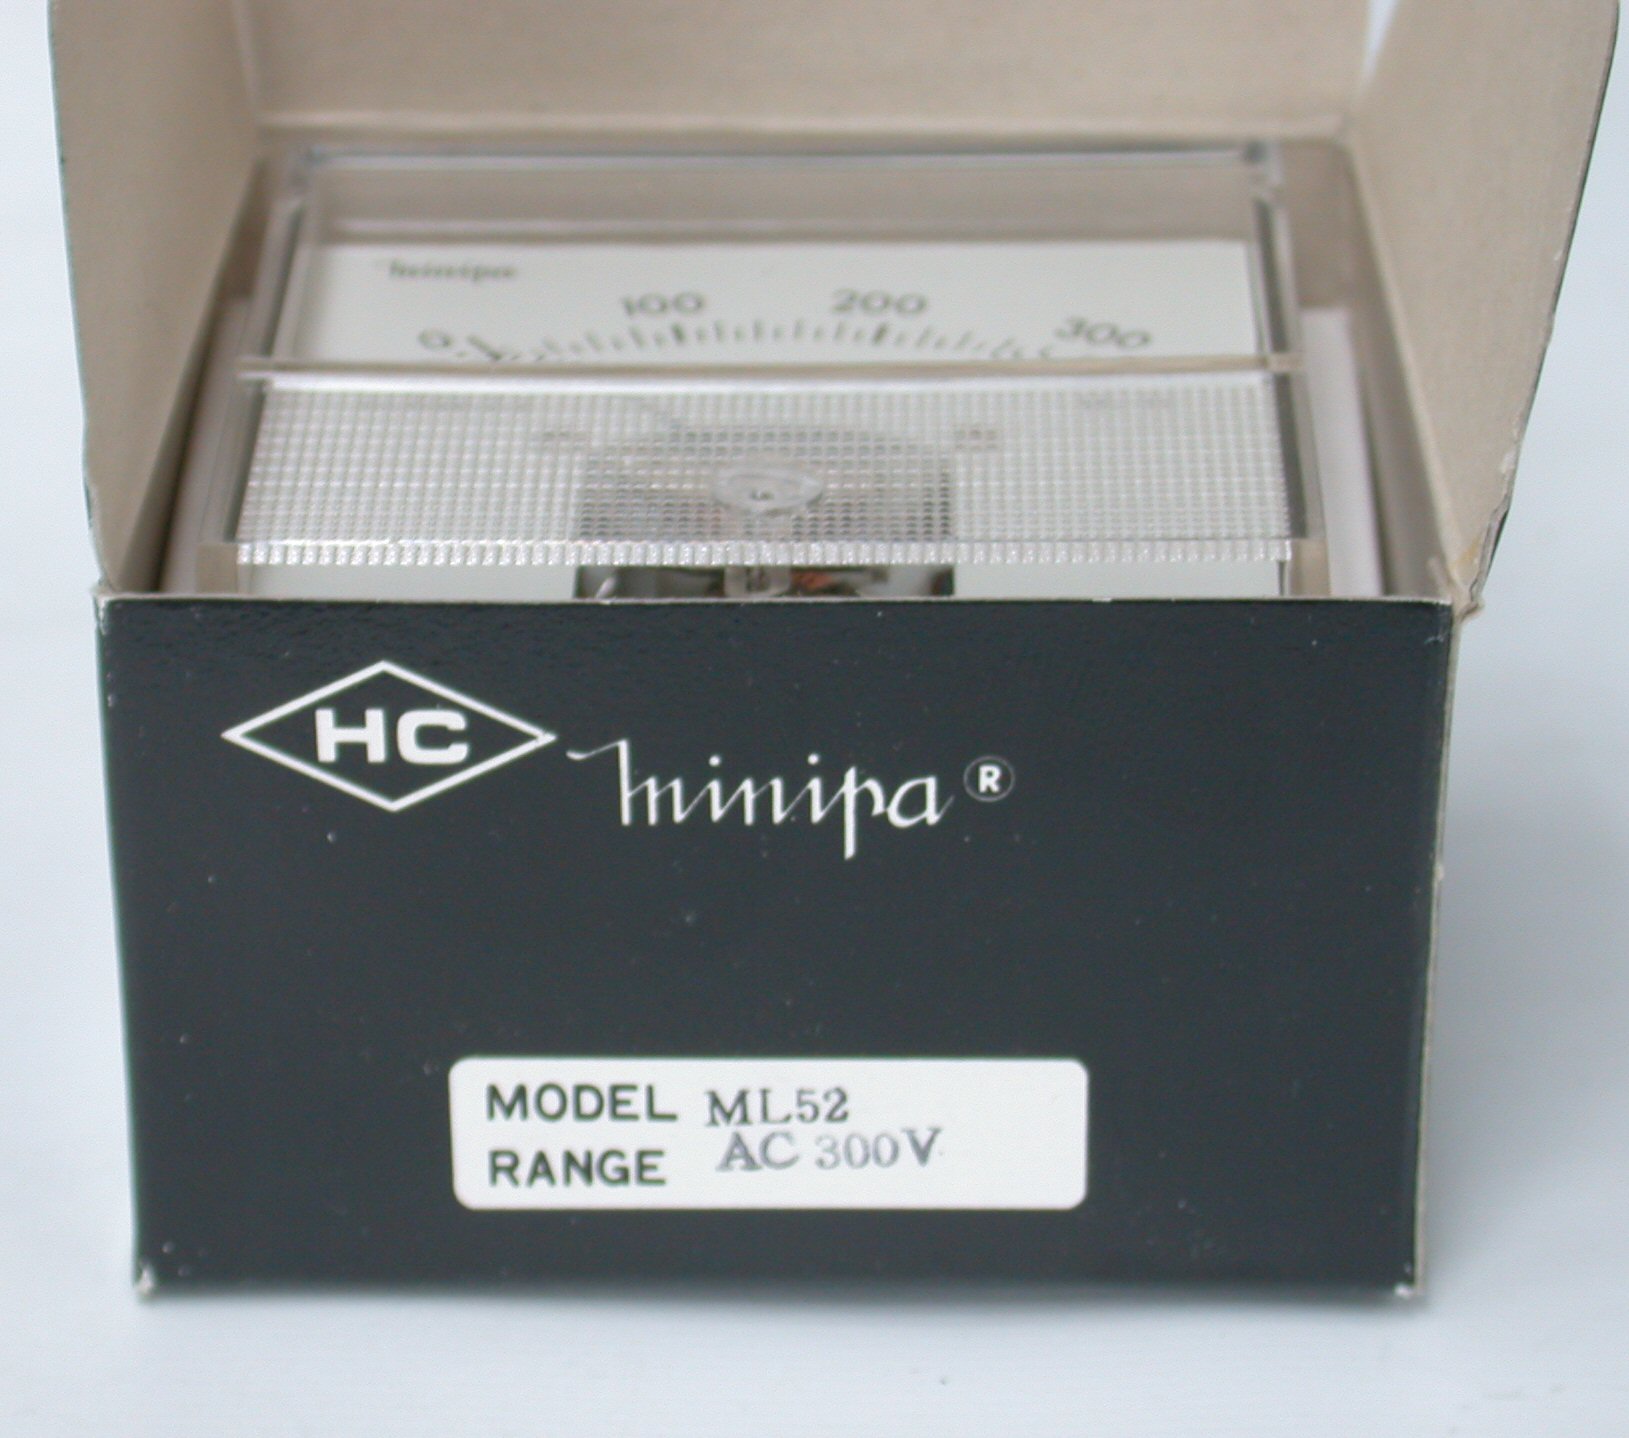 minipa
0 100 200 300
HC minipa ®
MODEL ML52
RANGE AC 300V